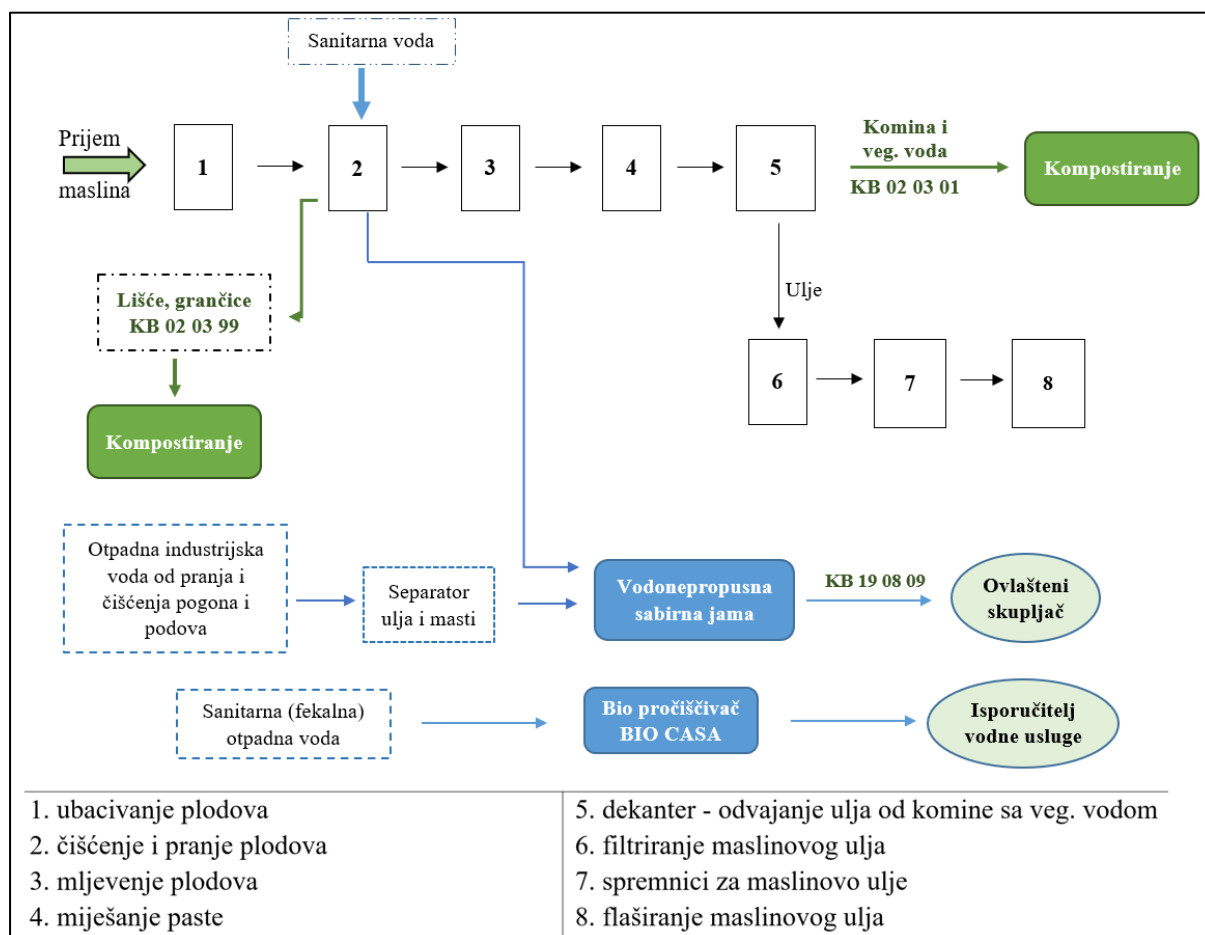 Sanitarna voda
Prijem
maslina
1
2
3
4
5
Komina i
veg. voda
KB 02 03 01
Kompostiranje
Lišće, grančice
KB 02 03 99
Ulje
6
7
8
Kompostiranje
Otpadna industrijska
voda od pranja i
čišćenja pogona i
podova
Separator
ulja i masti
Vodonepropusna
sabirna jama
KB 19 08 09
Ovlašteni
skupljač
Sanitarna (fekalna)
otpadna voda
Bio pročiščivač
BIO CASA
Isporučitelj
vodne usluge
1. ubacivanje plodova
2. čišćenje i pranje plodova
3. mljevenje plodova
4. miješanje paste
5. dekanter - odvajanje ulja od komine sa veg. vodom
6. filtriranje maslinovog ulja
7. spremnici za maslinovo ulje
8. flaširanje maslinovog ulja